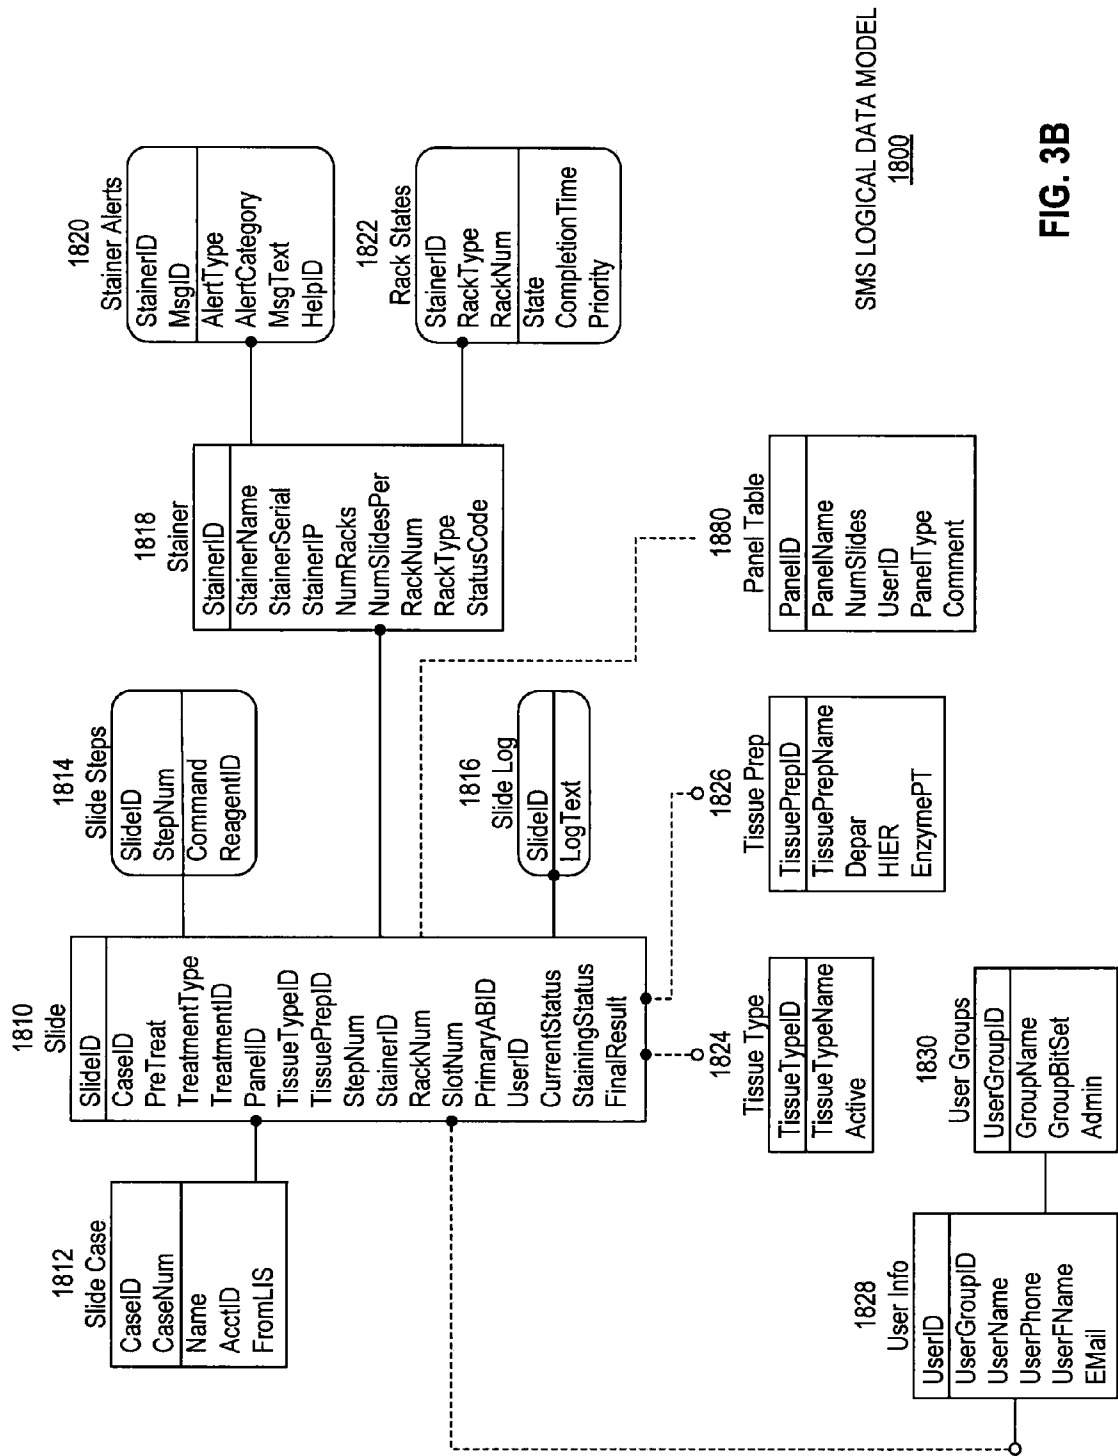 1812
Slide Case
CaseID
CaseNum
Name
AcctID
FromLIS
1810
Slide
SlideID
CaseID
PreTreat
TreatmentType
TreatmentID
PanelID
TissueTypeID
TissuePrepID
StepNum
StainerID
RackNum
SlotNum
PrimaryABID
UserID
CurrentStatus
StainingStatus
FinalResult
1814
Slide Steps
SlideID
StepNum
Command
ReagentID
1816
Slide Log
SlideID
LogText
1818
Stainer
StainerID
StainerName
StainerSerial
StainerIP
NumRacks
NumSlidesPer
RackNum
RackType
StatusCode
1820
Stainer Alerts
StainerID
MsgID
AlertType
AlertCategory
MsgText
HelpID
1822
Rack States
StainerID
RackType
RackNum
State
CompletionTime
Priority
1824
Tissue Type
TissueTypeID
TissueTypeName
Active
1826
Tissue Prep
TissuePrepID
TissuePrepName
Depar
HIER
EnzymePT
1880
Panel Table
PanelID
PanelName
NumSlides
UserID
PanelType
Comment
1828
User Info
UserID
UserGroupID
UserName
UserPhone
UserFName
EMail
1830
User Groups
UserGroupID
GroupName
GroupBitSet
Admin
SMS LOGICAL DATA MODEL
1800
FIG. 3B